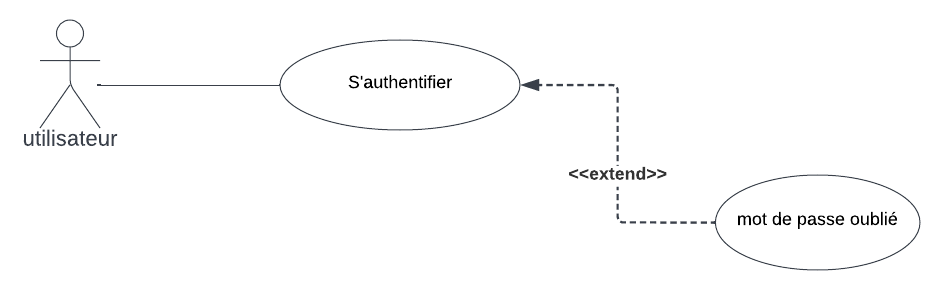 S'authentifier
utilisateur
<<extend>>
mot de passe oublié